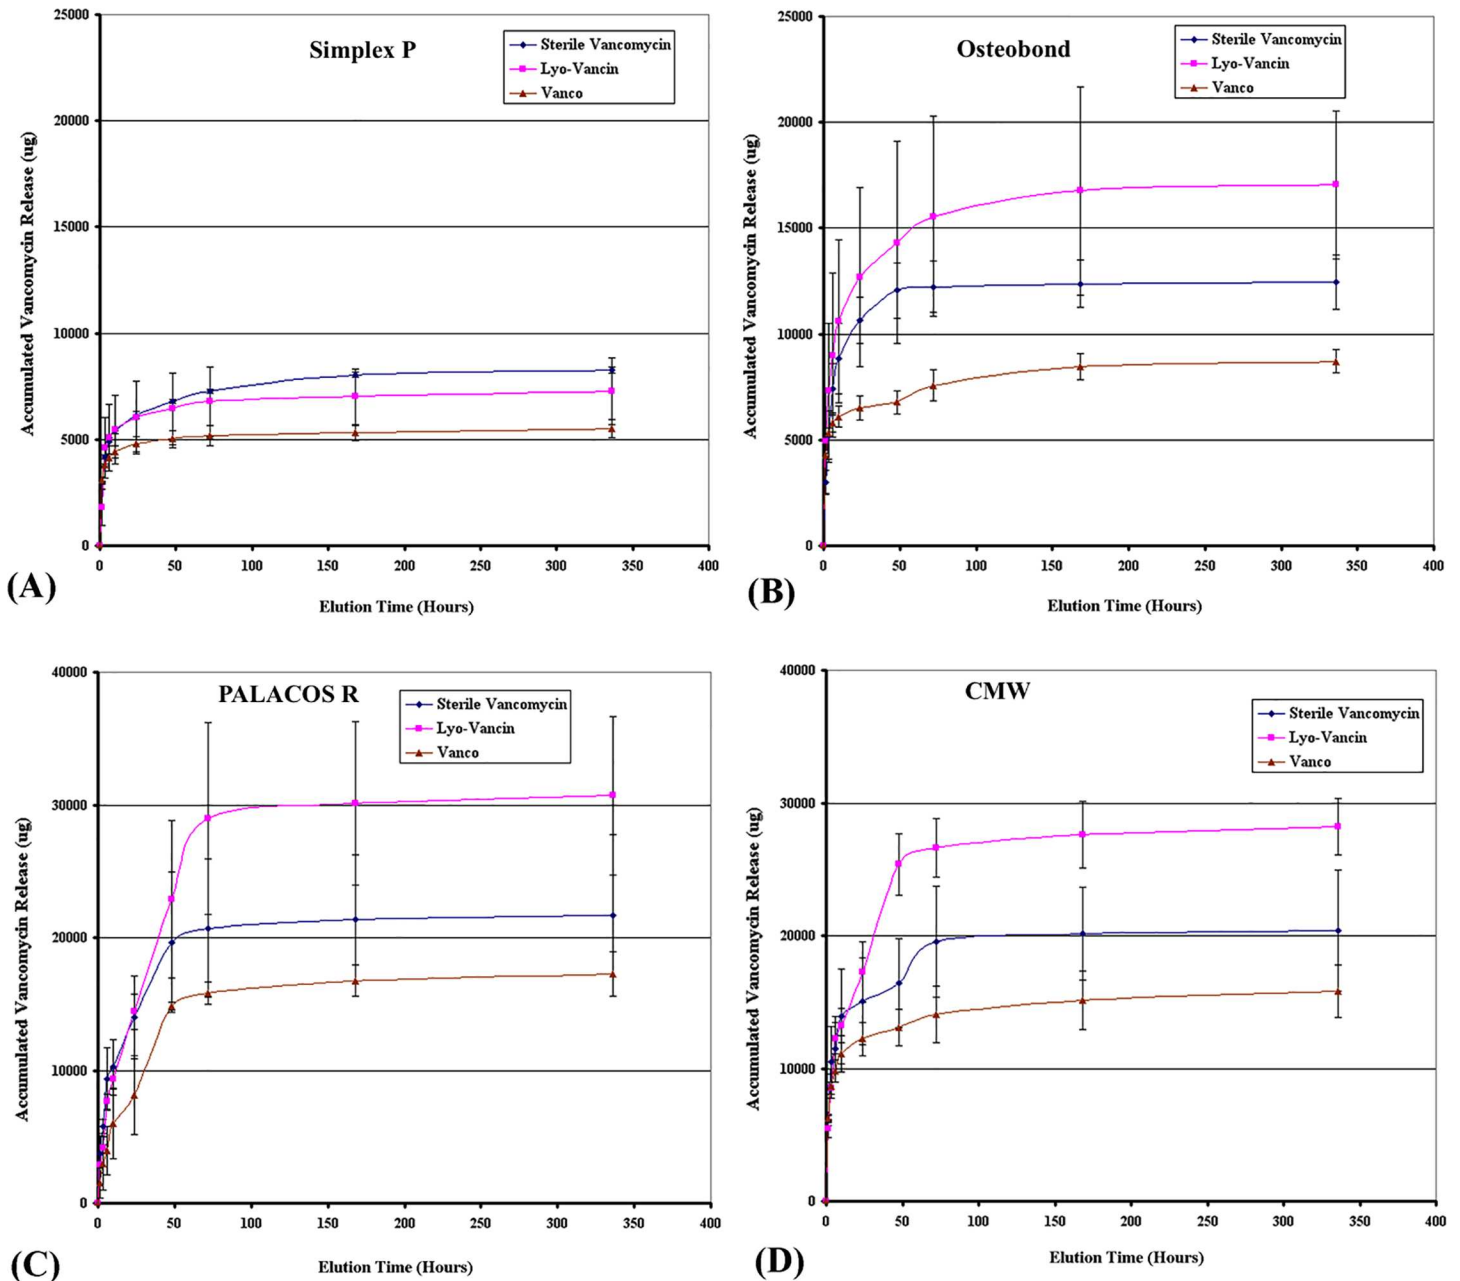 Simplex P
Sterile Vancomycin
Lyo-Vancin
Vanco
Accumulated Vancomycin Release (ug)
25000
20000
15000
10000
5000
0
0 50 100 150 200 250 300 350 400
Elution Time (Hours)
(A)
Osteobond
Sterile Vancomycin
Lyo-Vancin
Vanco
Accumulated Vancomycin Release (ug)
25000
20000
15000
10000
5000
0
0 50 100 150 200 250 300 350 400
Elution Time (Hours)
(B)
PALACOS R
Sterile Vancomycin
Lyo-Vancin
Vanco
Accumulated Vancomycin Release (ug)
40000
30000
20000
10000
0
0 50 100 150 200 250 300 350 400
Elution Time (Hours)
(C)
CMW
Sterile Vancomycin
Lyo-Vancin
Vanco
Accumulated Vancomycin Release (ug)
40000
30000
20000
10000
0
0 50 100 150 200 250 300 350 400
Elution Time (Hours)
(D)